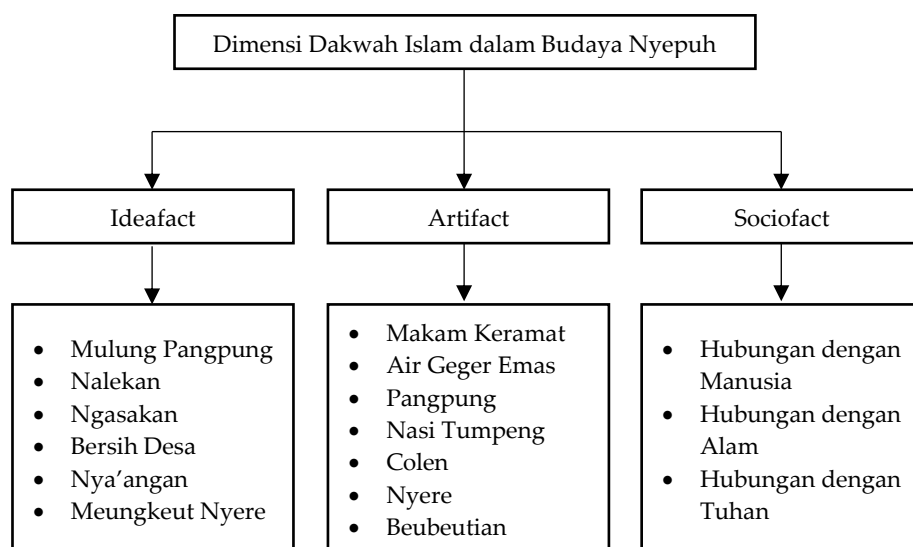 Dimensi Dakwah Islam dalam Budaya Nyepuh
Ideafact
Artifact
Sociofact
• Mulung Pangpung
• Nalekan
• Ngasakan
• Bersih Desa
• Nya’angan
• Meungkeut Nyere
• Makam Keramat
• Air Geger Emas
• Pangpung
• Nasi Tumpeng
• Colen
• Nyere
• Beubeutian
• Hubungan dengan
Manusia
• Hubungan dengan
Alam
• Hubungan dengan
Tuhan